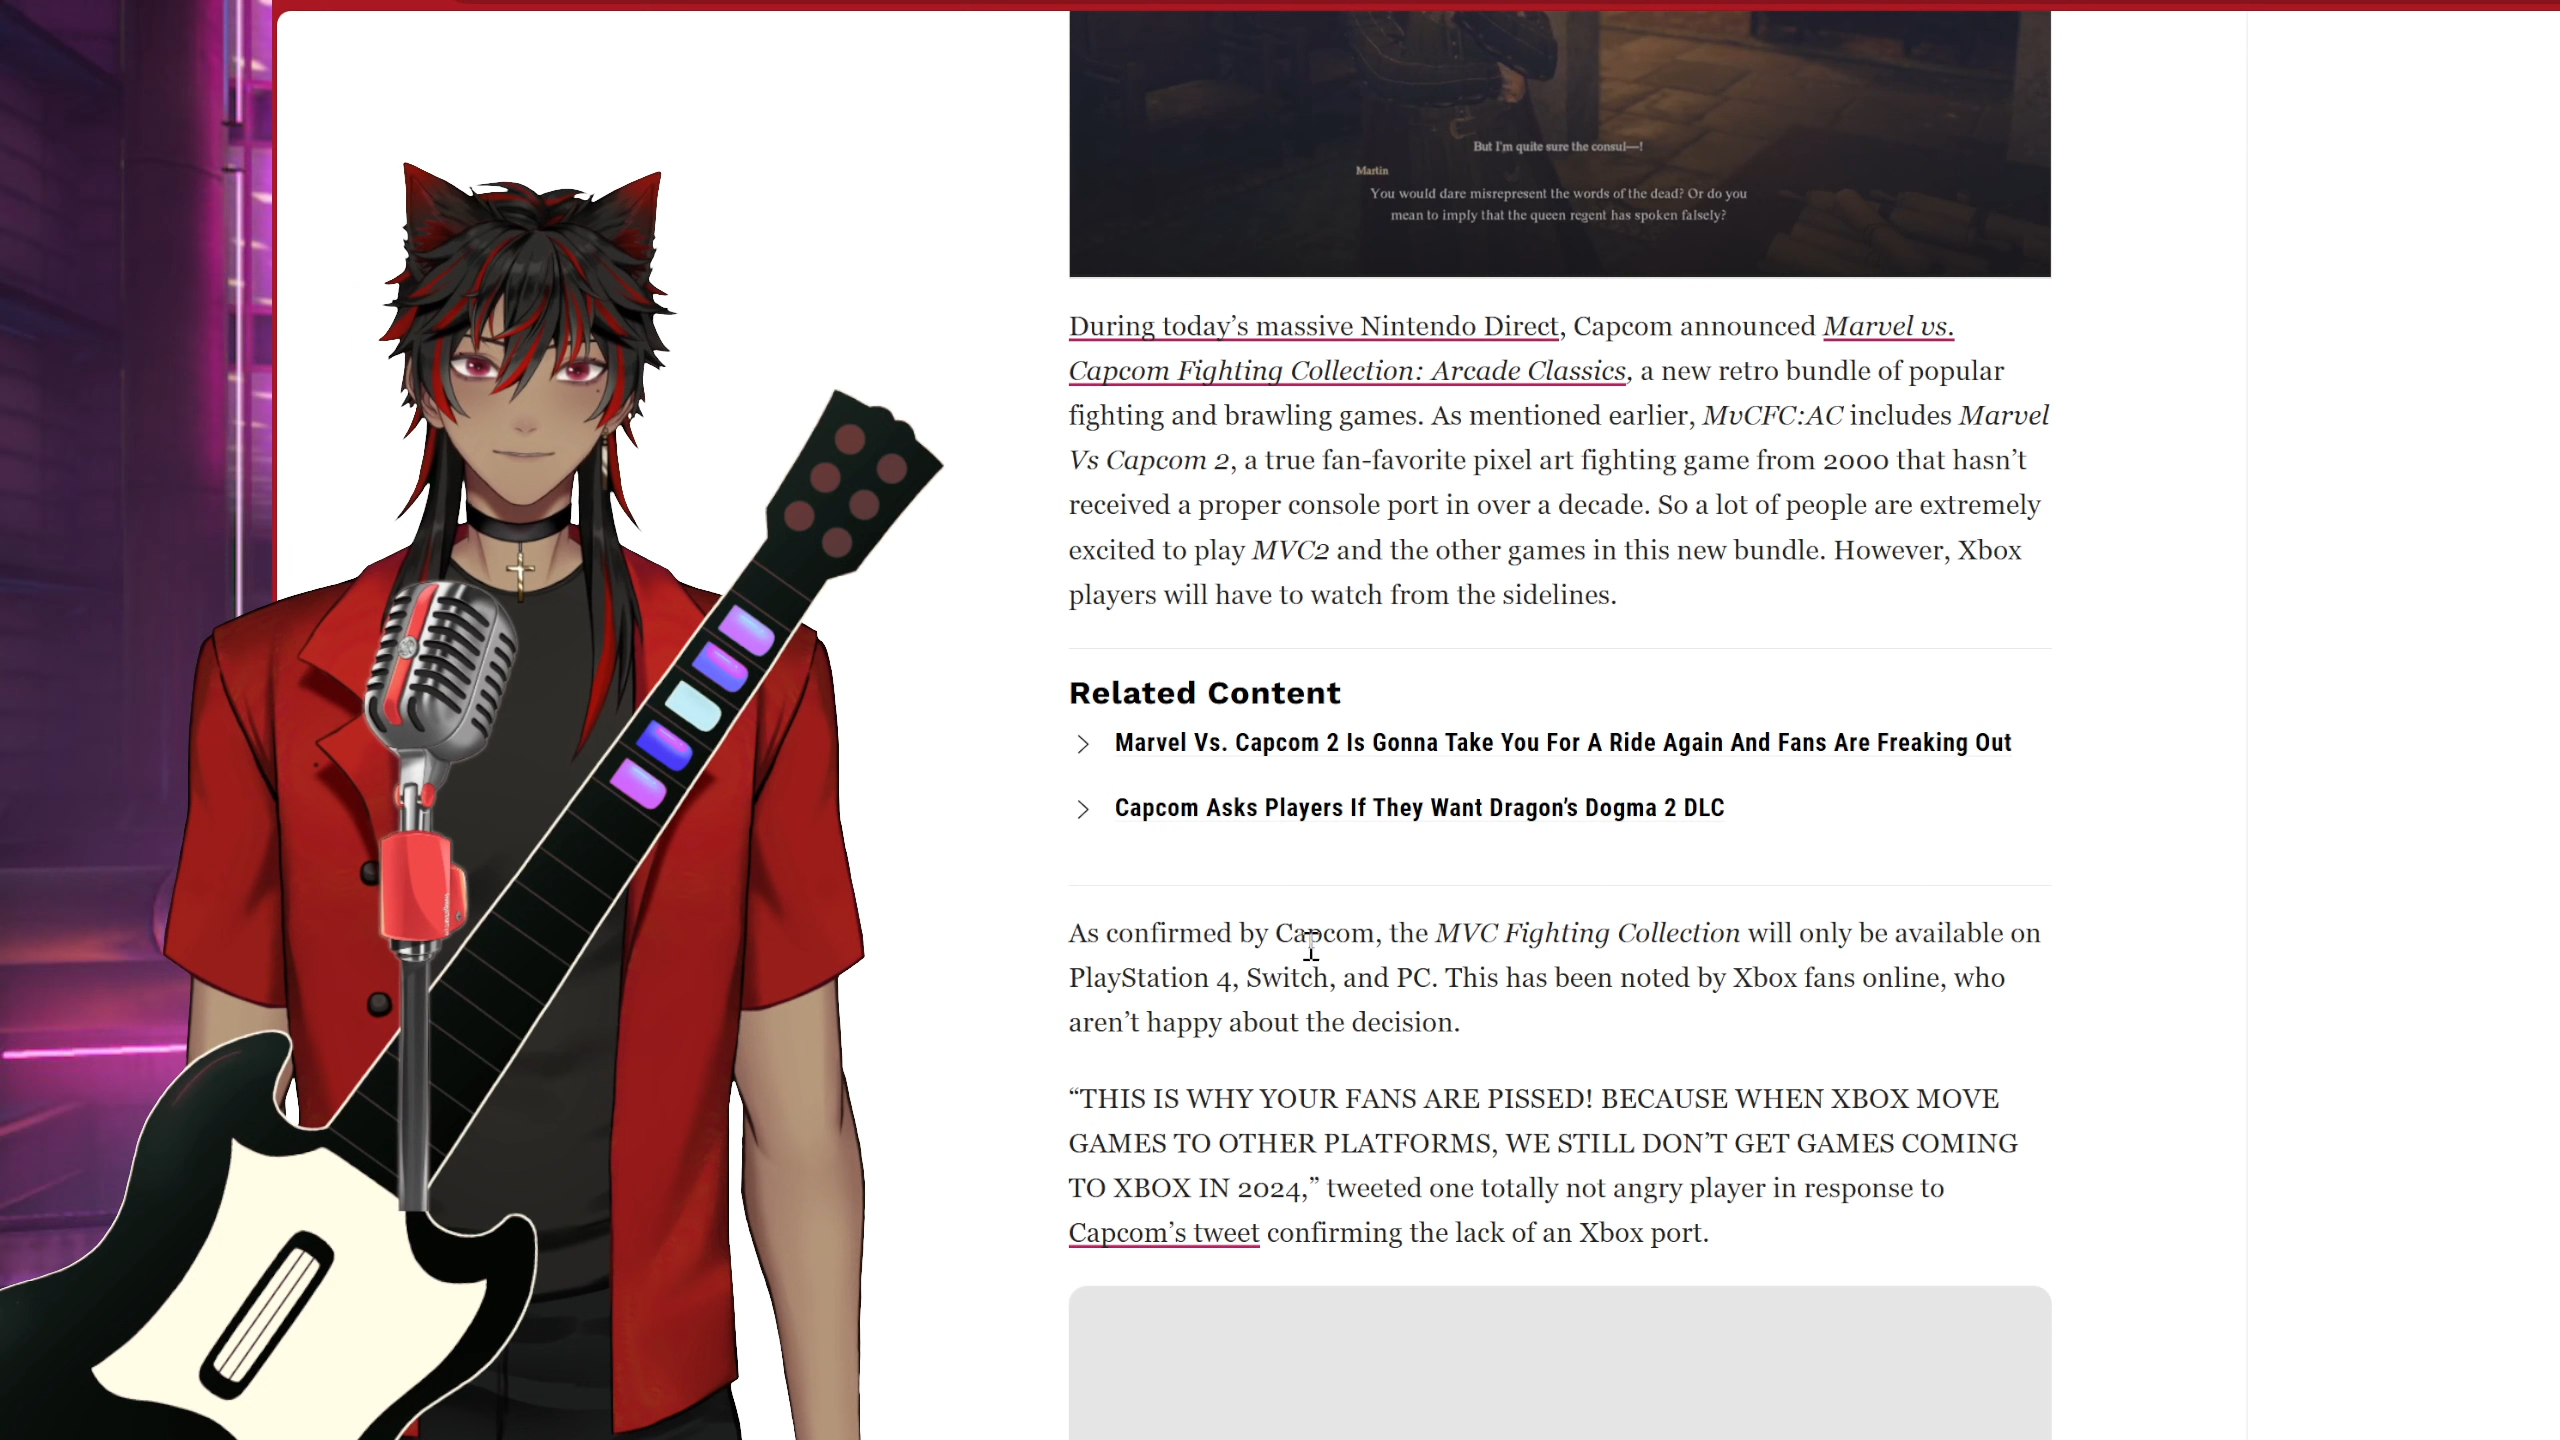 But I'm quite sure the consul—!
Martin
You would dare misrepresent the words of the dead? Or do you
mean to imply that the queen regent has spoken falsely?
During today’s massive Nintendo Direct, Capcom announced Marvel vs.
Capcom Fighting Collection: Arcade Classics, a new retro bundle of popular
fighting and brawling games. As mentioned earlier, MvCFC:AC includes Marvel
Vs Capcom 2, a true fan-favorite pixel art fighting game from 2000 that hasn’t
received a proper console port in over a decade. So a lot of people are extremely
excited to play MVC2 and the other games in this new bundle. However, Xbox
players will have to watch from the sidelines.
Related Content
Marvel Vs. Capcom 2 Is Gonna Take You For A Ride Again And Fans Are Freaking Out
Capcom Asks Players If They Want Dragon’s Dogma 2 DLC
As confirmed by Capcom, the MVC Fighting Collection will only be available on
PlayStation 4, Switch, and PC. This has been noted by Xbox fans online, who
aren’t happy about the decision.
“THIS IS WHY YOUR FANS ARE PISSED! BECAUSE WHEN XBOX MOVE
GAMES TO OTHER PLATFORMS, WE STILL DON’T GET GAMES COMING
TO XBOX IN 2024,” tweeted one totally not angry player in response to
Capcom’s tweet confirming the lack of an Xbox port.